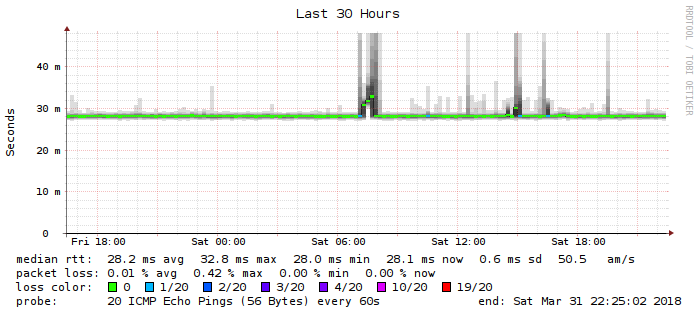 Last 30 Hours
RRDTOOL / TOBI OETIKER
Seconds
40 m
30 m
20 m
10 m
0
Fri 18:00 Sat 00:00 Sat 06:00 Sat 12:00 Sat 18:00
median rtt: 28.2 ms avg 32.8 ms max 28.0 ms min 28.1 ms now 0.6 ms sd 50.5 am/s
packet loss: 0.01 % avg 0.42 % max 0.00 % min 0.00 % now
loss color: 0 1/20 2/20 3/20 4/20 10/20 19/20
probe: 20 ICMP Echo Pings (56 Bytes) every 60s end: Sat Mar 31 22:25:02 2018